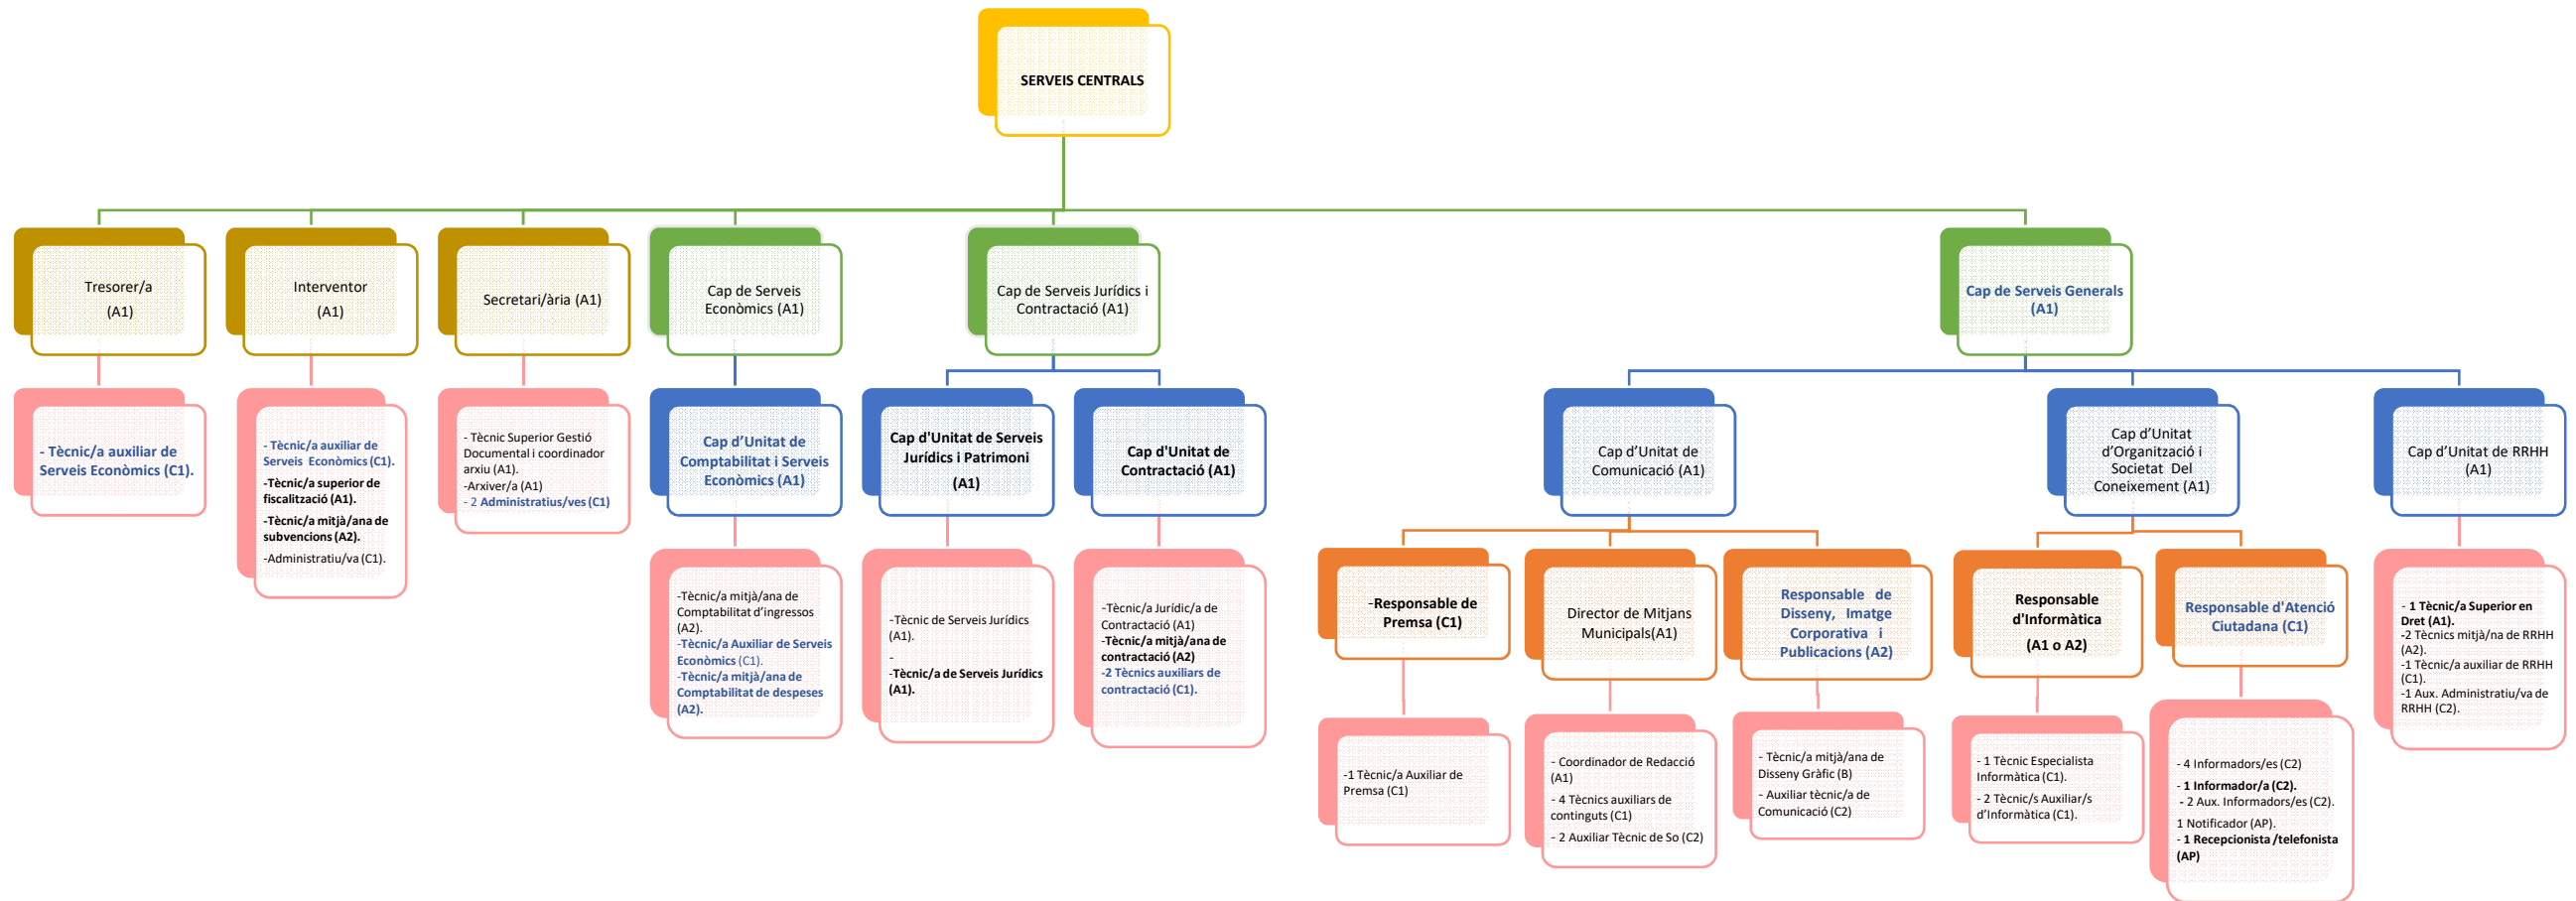 SERVEIS CENTRALS
Tresorer/a
(A1)
Interventor
(A1)
Secretari/ària (A1)
Cap de Serveis
Econòmics (A1)
Cap de Serveis Jurídics i
Contractació (A1)
Cap de Serveis Generals
(A1)
- Tècnic/a auxiliar de
Serveis Econòmics (C1).
- Tècnic/a auxiliar de
Serveis Econòmics (C1).
-Tècnic/a superior de
fiscalització (A1).
-Tècnic/a mitjà/ana de
subvencions (A2).
-Administratiu/va (C1).
- Tècnic Superior Gestió
Documental i coordinador
arxiu (A1).
-Arxiver/a (A1)
- 2 Administratius/ves (C1)
Cap d’Unitat de
Comptabilitat i Serveis
Econòmics (A1)
Cap d'Unitat de Serveis
Jurídics i Patrimoni
(A1)
Cap d'Unitat de
Contractació (A1)
Cap d’Unitat de
Comunicació (A1)
Cap d’Unitat
d’Organització i
Societat Del
Coneixement (A1)
Cap d’Unitat de RRHH
(A1)
-Tècnic/a mitjà/ana de
Comptabilitat d’ingressos
(A2).
-Tècnic/a Auxiliar de Serveis
Econòmics (C1).
-Tècnic/a mitjà/ana de
Comptabilitat de despeses
(A2).
-Tècnic de Serveis Jurídics
(A1).
-
-Tècnic/a de Serveis Jurídics
(A1).
-Tècnic/a Jurídic/a de
Contractació (A1)
-Tècnic/a mitjà/ana de
contractació (A2)
-2 Tècnics auxiliars de
contractació (C1).
-Responsable de
Premsa (C1)
Director de Mitjans
Municipals(A1)
Responsable de
Disseny, Imatge
Corporativa i
Publicacions (A2)
Responsable
d'Informàtica
(A1 o A2)
Responsable d'Atenció
Ciutadana (C1)
- 1 Tècnic/a Superior en
Dret (A1).
-2 Tècnics mitjà/na de RRHH
(A2).
-1 Tècnic/a auxiliar de RRHH
(C1).
-1 Aux. Administratiu/va de
RRHH (C2).
-1 Tècnic/a Auxiliar de
Premsa (C1)
- Coordinador de Redacció
(A1)
- 4 Tècnics auxiliars de
continguts (C1)
- 2 Auxiliar Tècnic de So (C2)
- Tècnic/a mitjà/ana de
Disseny Gràfic (B)
- Auxiliar tècnic/a de
Comunicació (C2)
- 1 Tècnic Especialista
Informàtica (C1).
- 2 Tècnic/s Auxiliar/s
d’Informàtica (C1).
- 4 Informadors/es (C2)
- 1 Informador/a (C2).
- 2 Aux. Informadors/es (C2).
1 Notificador (AP).
- 1 Recepcionista /telefonista
(AP)